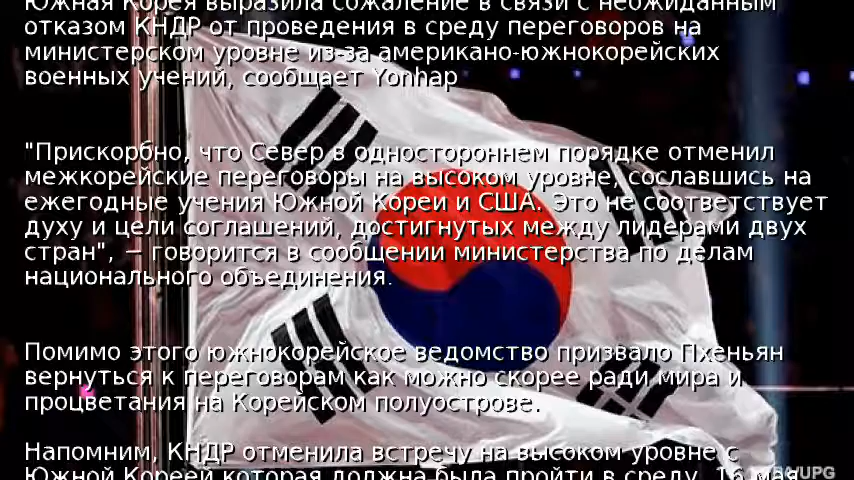 Южная Корея выразила сожаление в связи с неожиданным
отказом КНДР от проведения в среду переговоров на
министерском уровне из-за американо-южнокорейских
военных учений, сообщает Yonhap
"Прискорбно, что Север в одностороннем порядке отменил
межкорейские переговоры на высоком уровне, сославшись на
ежегодные учения Южной Кореи и США. Это не соответствует
духу и цели соглашений, достигнутых между лидерами двух
стран", — говорится в сообщении министерства по делам
национального объединения.
Помимо этого южнокорейское ведомство призвало Пхеньян
вернуться к переговорам как можно скорее ради мира и
процветания на Корейском полуострове.
Напомним, КНДР отменила встречу на высоком уровне с
Южной Кореей которая должна была пройти в среду, 16 мая
/UPG